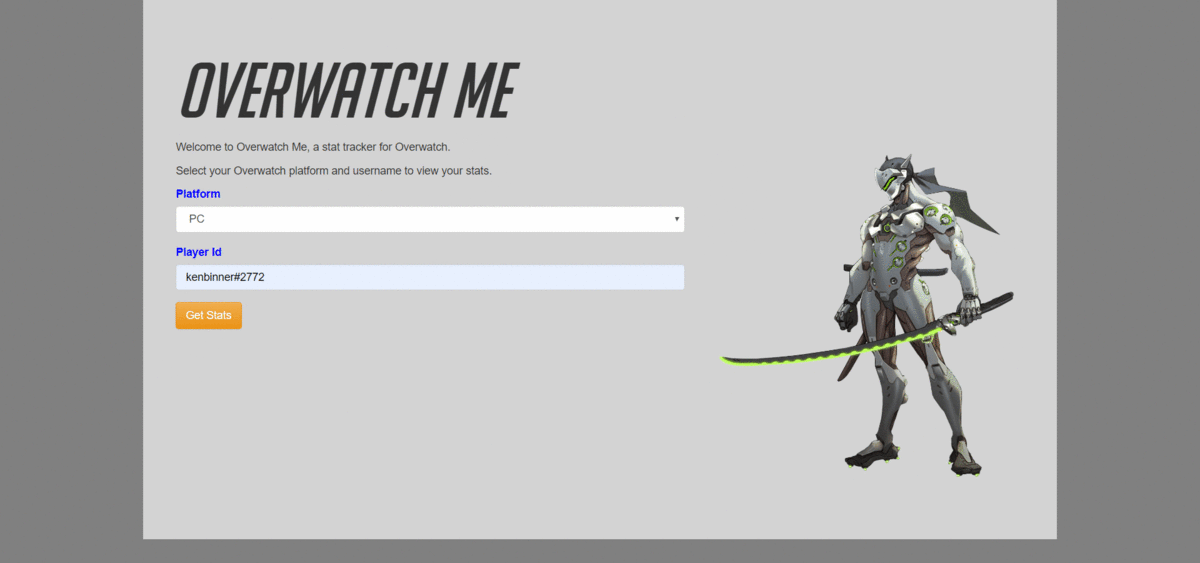 OVERWATCH ME
Welcome to Overwatch Me, a stat tracker for Overwatch.
Select your Overwatch platform and username to view your stats.
Platform
PC
Player Id
kenbinner#2772
Get Stats